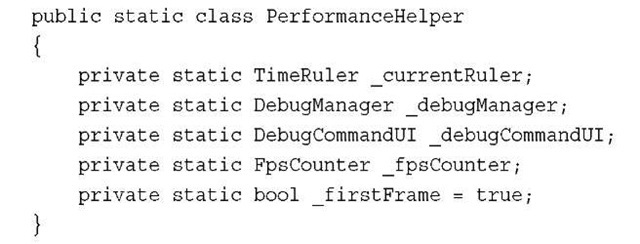 public static class PerformanceHelper
{
    private static TimeRuler _currentRuler;
    private static DebugManager _debugManager;
    private static DebugCommandUI _debugCommandUI;
    private static FpsCounter _fpsCounter;
    private static bool _firstFrame = true;
}